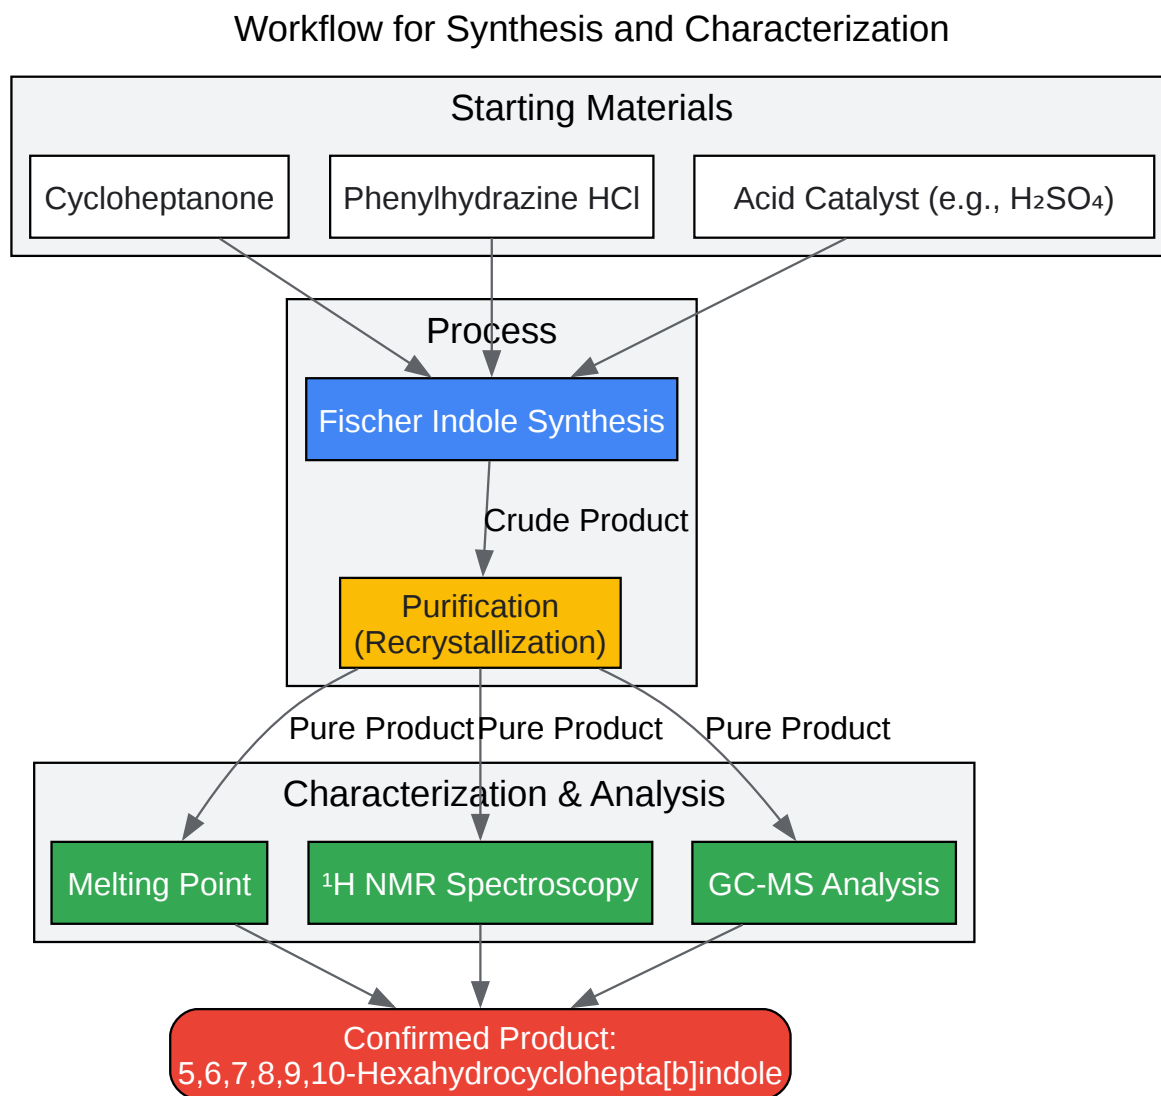 Workflow for Synthesis and Characterization
Starting Materials
Cycloheptanone
Phenylhydrazine HCl
Acid Catalyst (e.g., H₂SO₄)
Process
Fischer Indole Synthesis
Crude Product
Purification
(Recrystallization)
Pure Product
Pure Product
Pure Product
Characterization & Analysis
Melting Point
¹H NMR Spectroscopy
GC-MS Analysis
Confirmed Product:
5,6,7,8,9,10-Hexahydrocyclohepta[b]indole